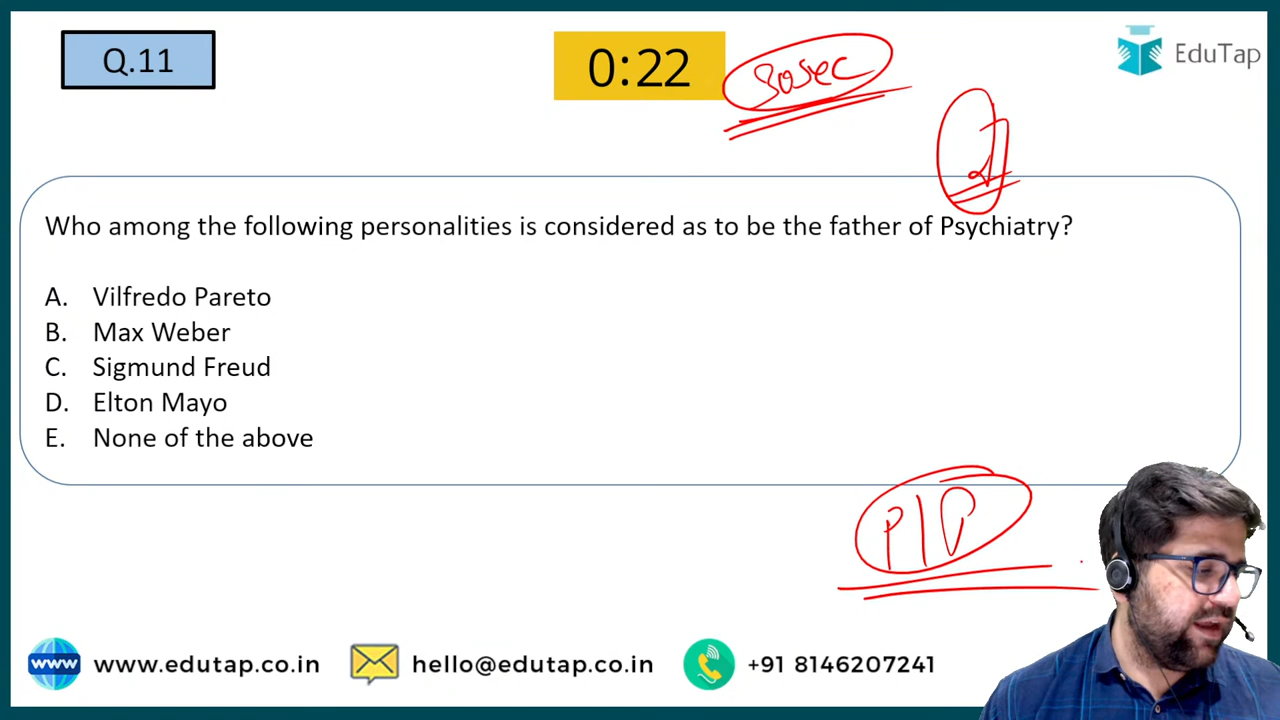 Q.11
0:22
30sec
EduTap
Who among the following personalities is considered as to be the father of Psychiatry?
A. Vilfredo Pareto
B. Max Weber
C. Sigmund Freud
D. Elton Mayo
E. None of the above
www.edutap.co.in
hello@edutap.co.in
+91 8146207241